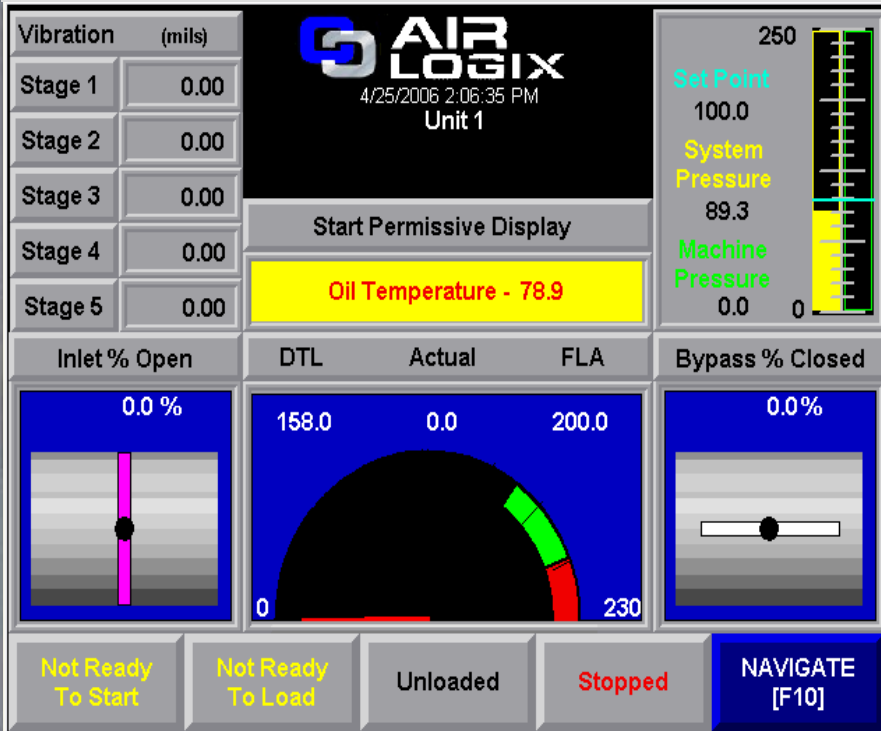 Vibration (mils)
Stage 1 0.00
Stage 2 0.00
Stage 3 0.00
Stage 4 0.00
Stage 5 0.00
AIR
LOGIX
4/25/2006 2:06:35 PM
Unit 1
Start Permissive Display
Oil Temperature - 78.9
250
Set Point
100.0
System
Pressure
89.3
Machine
Pressure
0.0 0
Inlet % Open
0.0 %
DTL Actual FLA
158.0 0.0 200.0
0 230
Bypass % Closed
0.0%
Not Ready
To Start
Not Ready
To Load
Unloaded
Stopped
NAVIGATE
[F10]